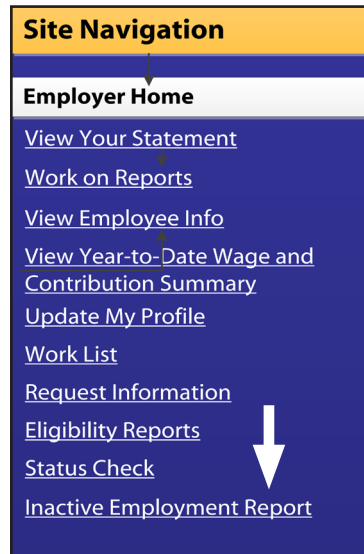 Site Navigation
Employer Home
View Your Statement
Work on Reports
View Employee Info
View Year-to-Date Wage and
Contribution Summary
Update My Profile
Work List
Request Information
Eligibility Reports
Status Check
Inactive Employment Report